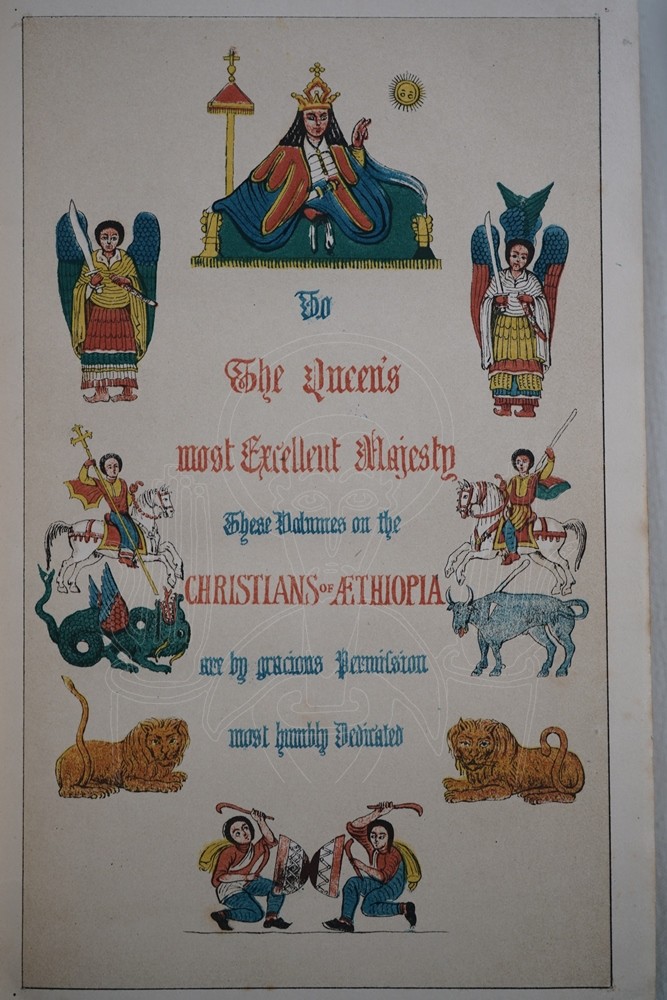 To
The Queen's
most Excellent Majesty
These Volumes on the
CHRISTIANS OF ÆTHIOPIA
are by gracious Permiſsion
most humbly Dedicated